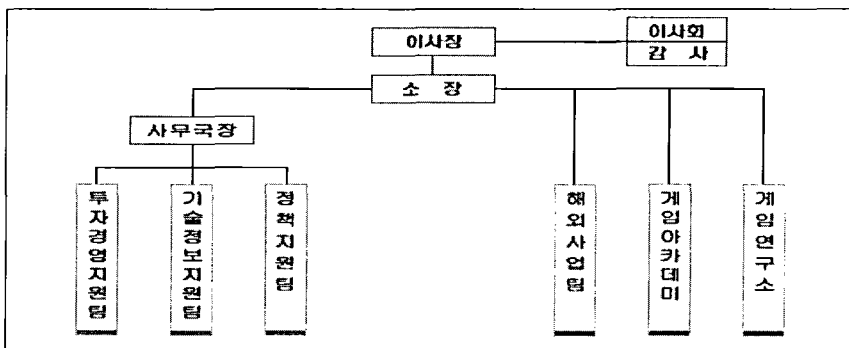 이사장
이사회
감 사
소 장
사무국장
투자경영지원팀
기술정보지원팀
정책지원팀
해외사업팀
게임아카데미
게임연구소